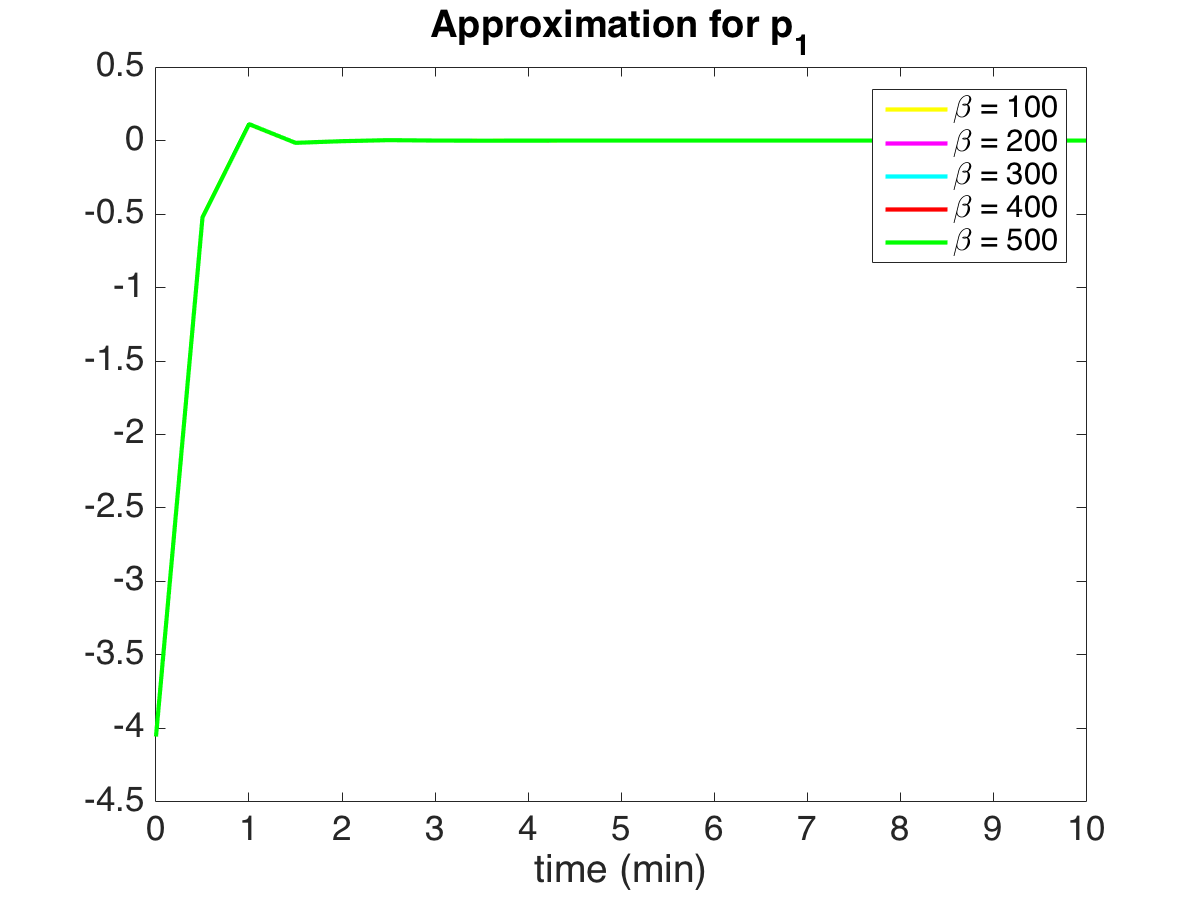 Approximation for p₁
0.5
0
-0.5
-1
-1.5
-2
-2.5
-3
-3.5
-4
-4.5
β = 100
β = 200
β = 300
β = 400
β = 500
0 1 2 3 4 5 6 7 8 9 10
time (min)